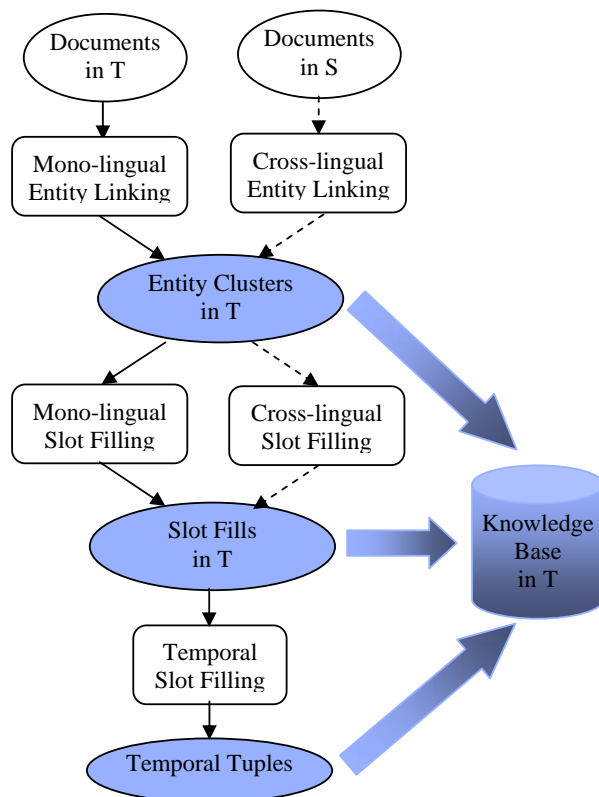 Documents
in T
Documents
in S
Mono-lingual
Entity Linking
Cross-lingual
Entity Linking
Entity Clusters
in T
Mono-lingual
Slot Filling
Cross-lingual
Slot Filling
Slot Fills
in T
Knowledge
Base
in T
Temporal
Slot Filling
Temporal Tuples